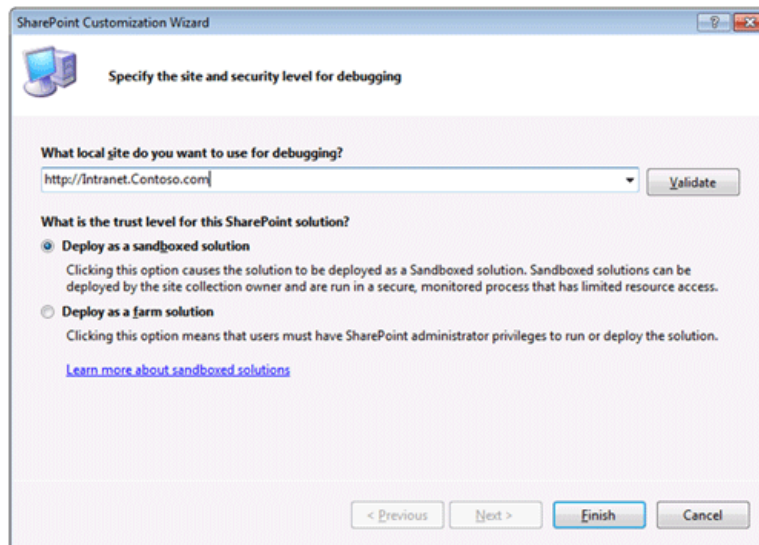 SharePoint Customization Wizard
Specify the site and security level for debugging
What local site do you want to use for debugging?
http://Intranet.Contoso.com
Validate
What is the trust level for this SharePoint solution?
Deploy as a sandboxed solution
Clicking this option causes the solution to be deployed as a Sandboxed solution. Sandboxed solutions can be
deployed by the site collection owner and are run in a secure, monitored process that has limited resource access.
Deploy as a farm solution
Clicking this option means that users must have SharePoint administrator privileges to run or deploy the solution.
Learn more about sandboxed solutions
< Previous
Next >
Finish
Cancel